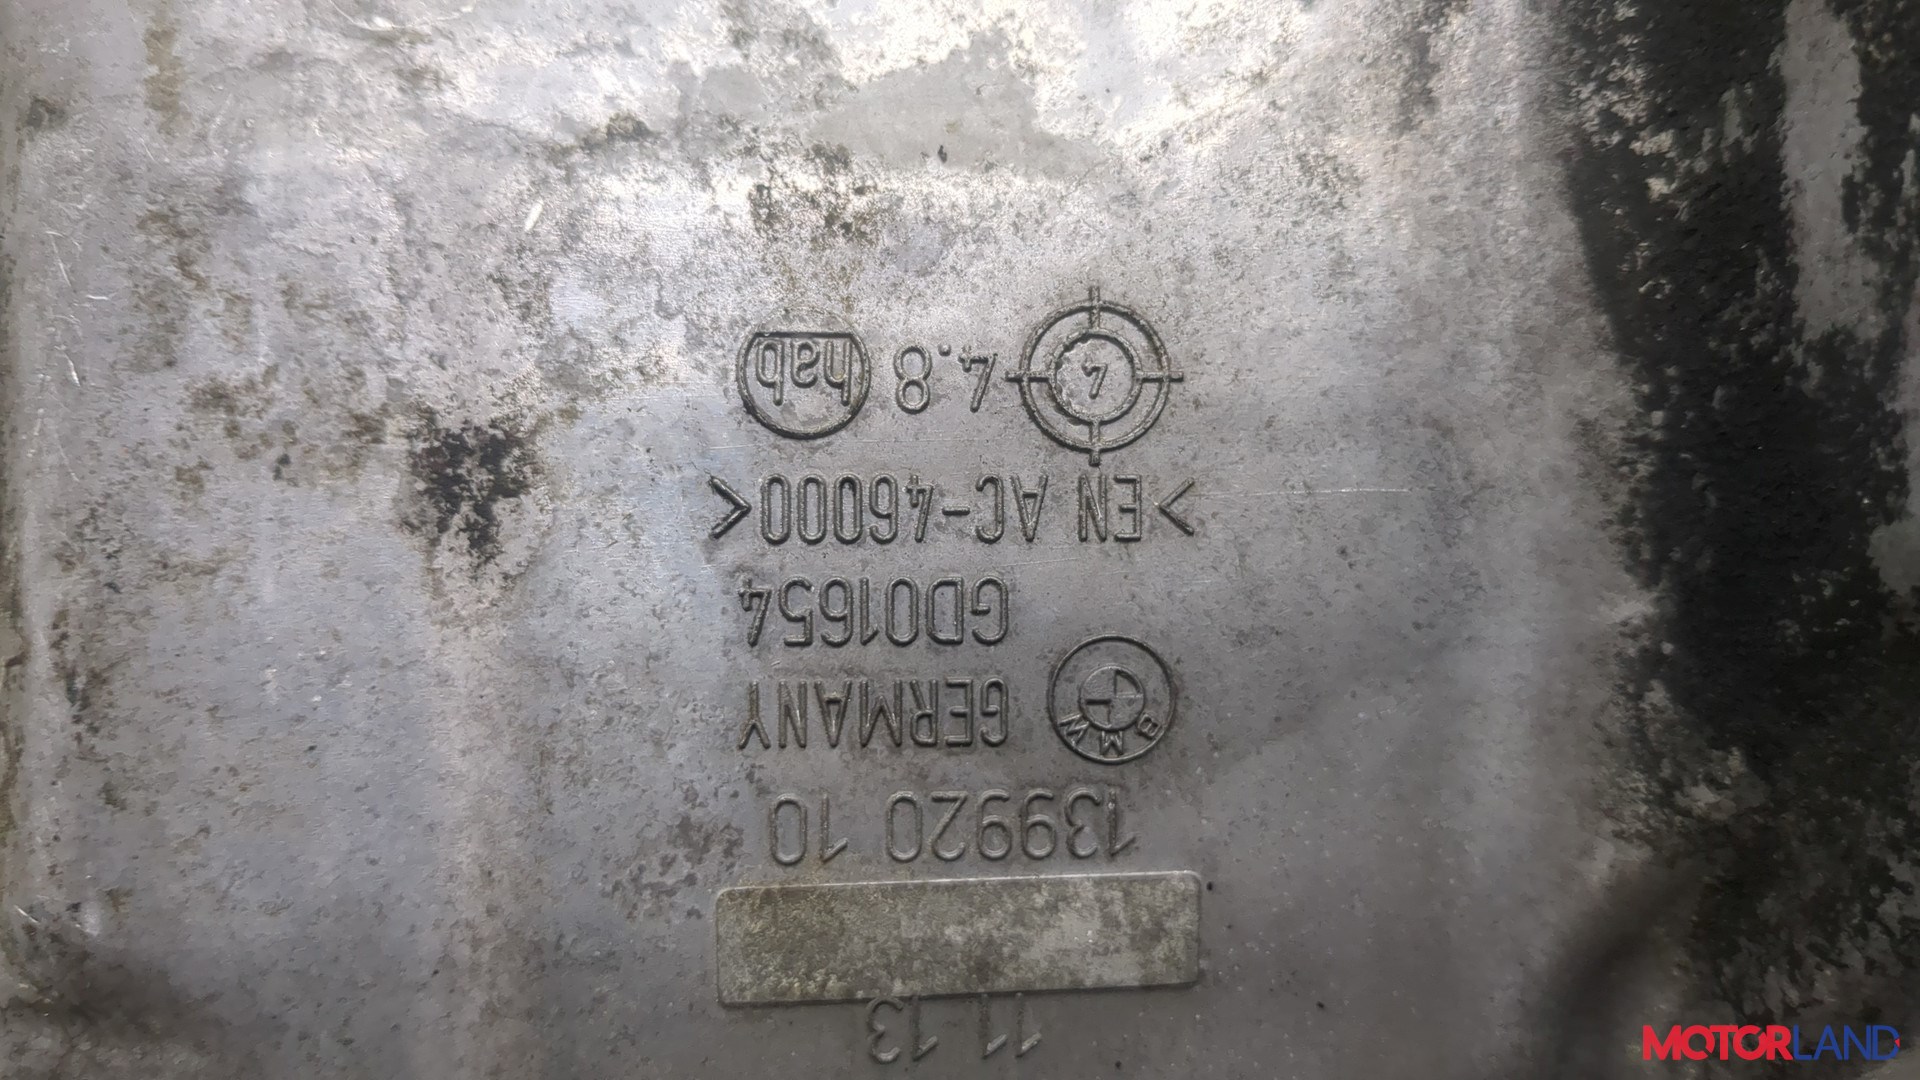 11.13
139920 10
BMW GERMANY
GD01654
>EN AC-46000<
4 4.8 hab
MOTORLAND